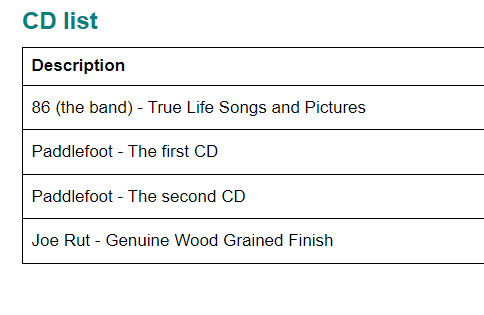 CD list
Description
86 (the band) - True Life Songs and Pictures
Paddlefoot - The first CD
Paddlefoot - The second CD
Joe Rut - Genuine Wood Grained Finish